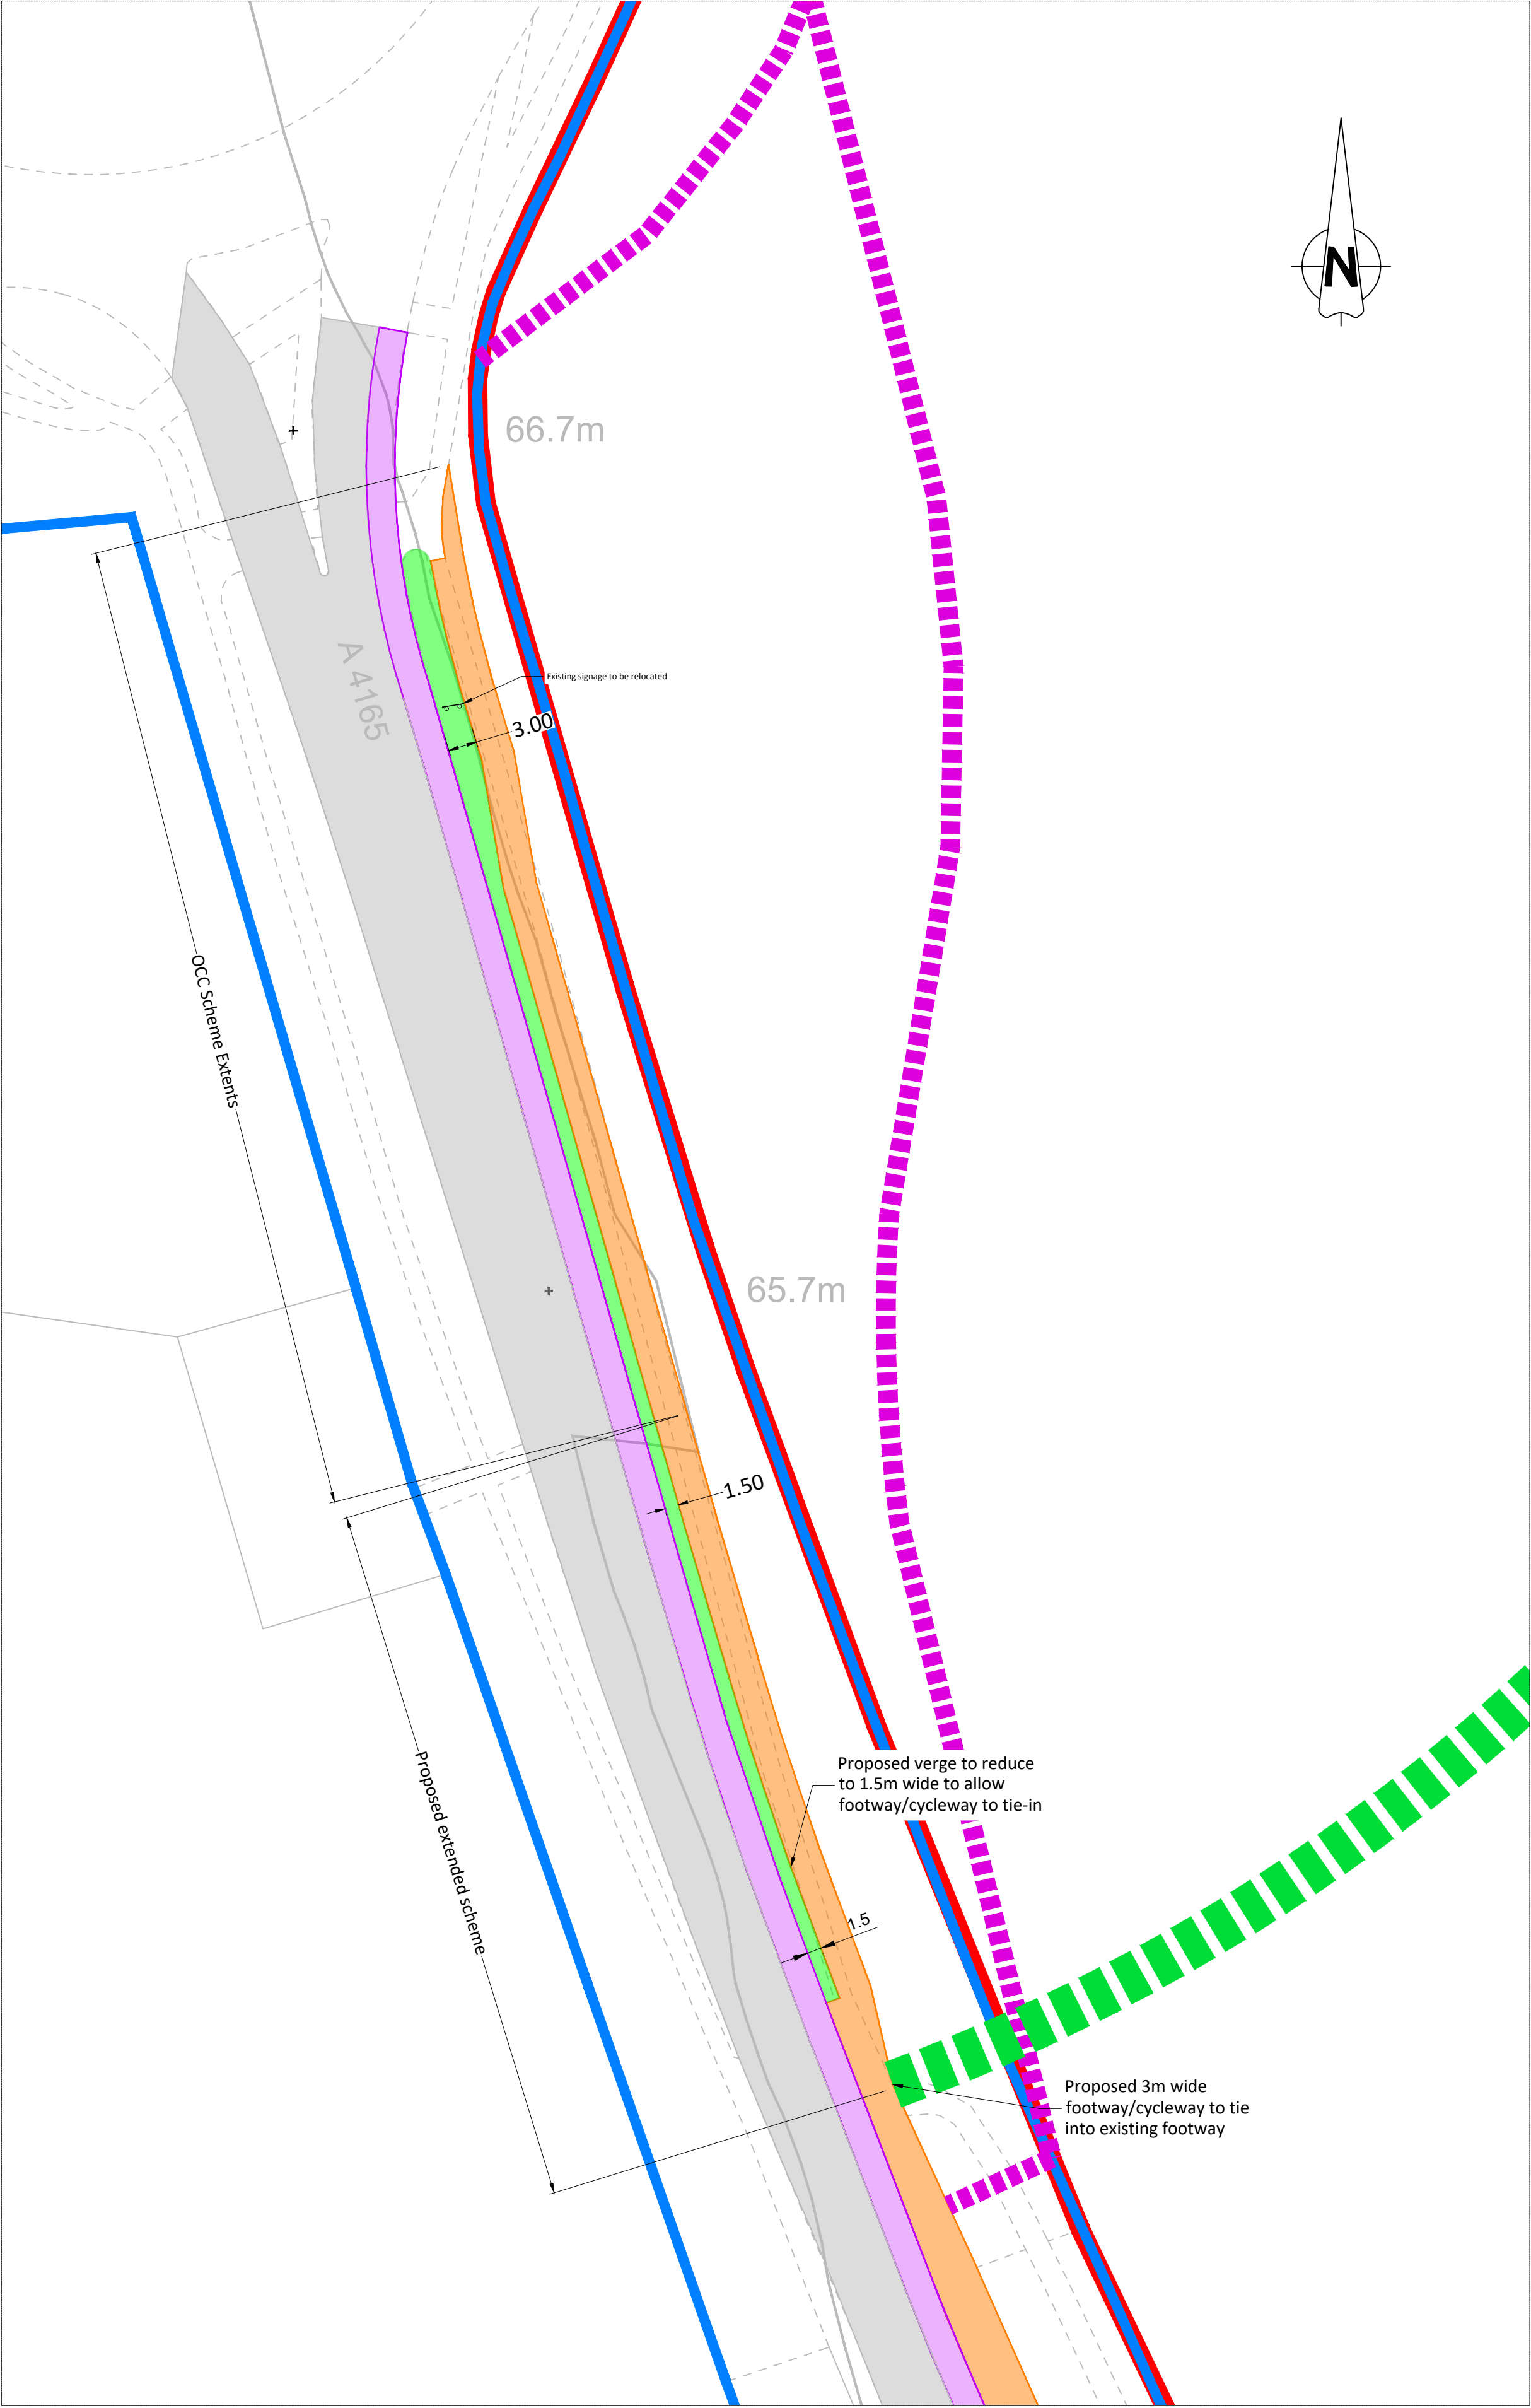 N
66.7m
A 4165
Existing signage to be relocated
3.00
OCC Scheme Extents
65.7m
1.50
Proposed verge to reduce
to 1.5m wide to allow
footway/cycleway to tie-in
Proposed extended scheme
1.5
Proposed 3m wide
footway/cycleway to tie
into existing footway